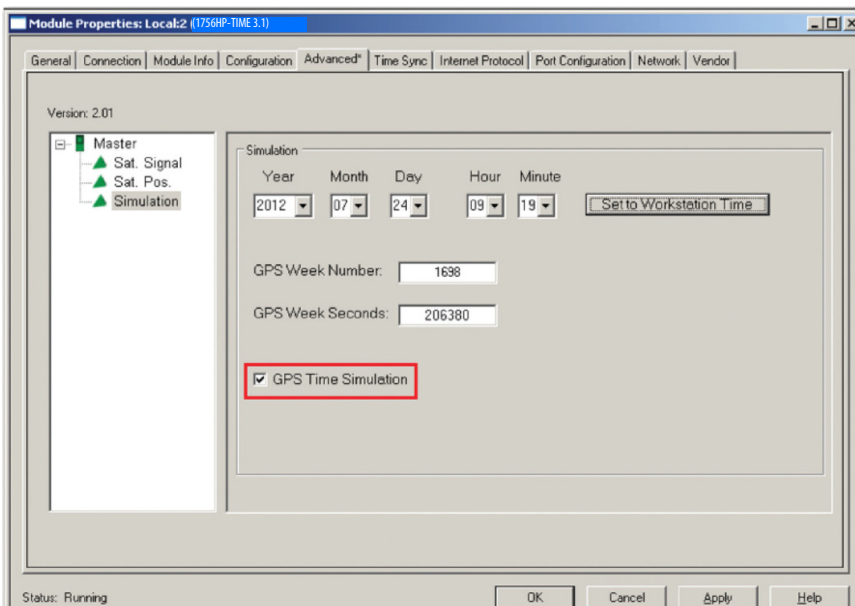 Module Properties: Local:2 ((1756HP-TIME 3.1)
General Connection Module Info Configuration Advanced* Time Sync Internet Protocol Port Configuration Network Vendor
Version: 2.01
Master
Sat. Signal
Sat. Pos.
Simulation
Simulation
Year Month Day Hour Minute
2012 07 24 09 19 Set to Workstation Time
GPS Week Number: 1698
GPS Week Seconds: 206380
GPS Time Simulation
Status: Running OK Cancel Apply Help